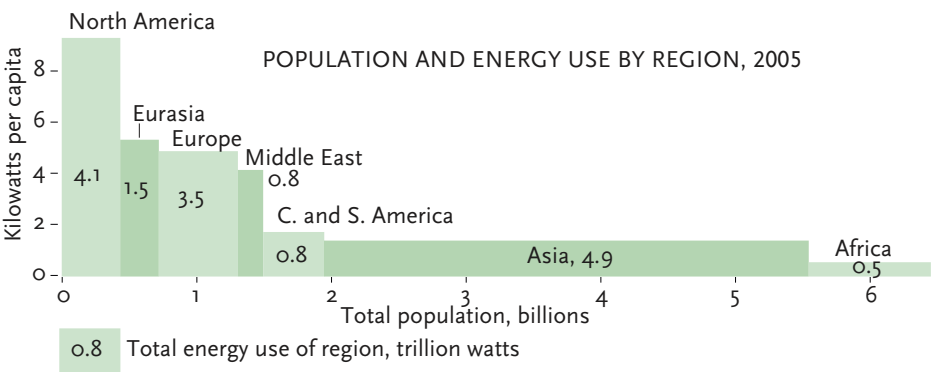 North America
POPULATION AND ENERGY USE BY REGION, 2005
Kilowatts per capita
8
6
4
2
0
Eurasia
Europe
Middle East
0.8
4.1
1.5
3.5
C. and S. America
0.8
Asia, 4.9
Africa
0.5
0 1 2 3 4 5 6
Total population, billions
0.8 Total energy use of region, trillion watts